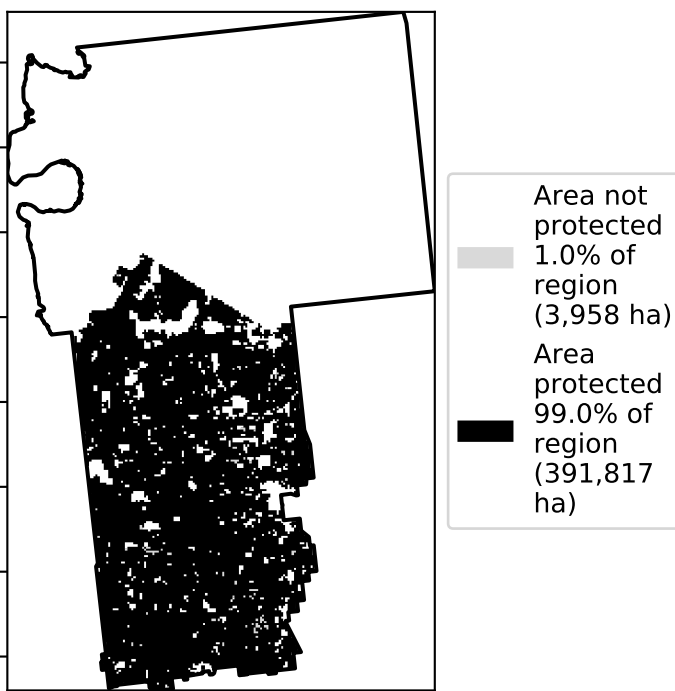 Area not
protected
1.0% of
region
(3,958 ha)
Area
protected
99.0% of
region
(391,817
ha)